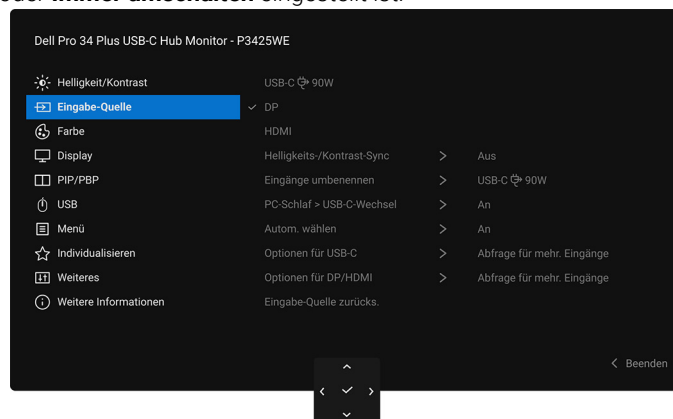 oder immer umschalten eingestellt ist.
Dell Pro 34 Plus USB-C Hub Monitor - P3425WE
Helligkeit/Kontrast USB-C 90W
Eingabe-Quelle DP
Farbe HDMI
Display Helligkeits-/Kontrast-Sync Aus
PIP/PBP Eingänge umbenennen USB-C 90W
USB PC-Schlaf > USB-C-Wechsel An
Menü Autom. wählen An
Individualisieren Optionen für USB-C Abfrage für mehr. Eingänge
Weiteres Optionen für DP/HDMI Abfrage für mehr. Eingänge
Weitere Informationen Eingabe-Quelle zurücks.
Beenden